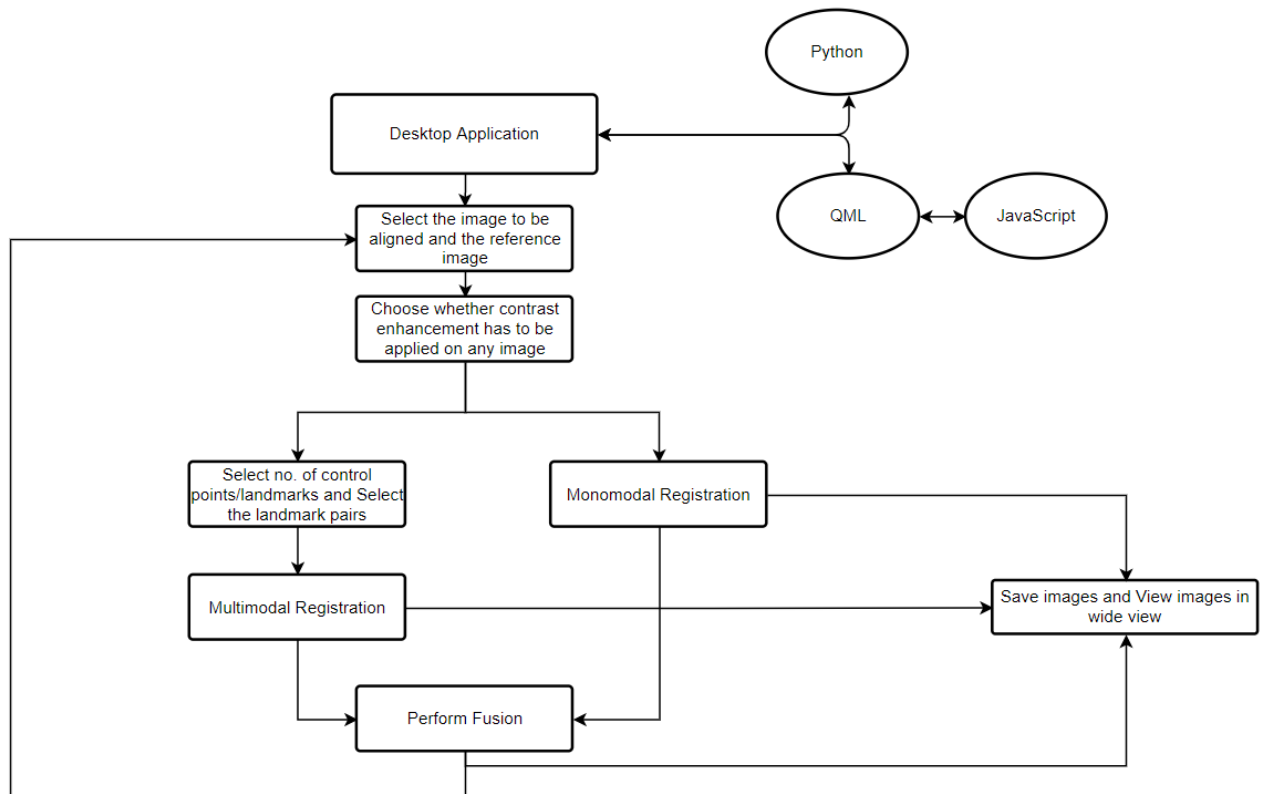 Python
Desktop Application
Select the image to be
aligned and the reference
image
QML
JavaScript
Choose whether contrast
enhancement has to be
applied on any image
Select no. of control
points/landmarks and Select
the landmark pairs
Monomodal Registration
Multimodal Registration
Save images and View images in
wide view
Perform Fusion